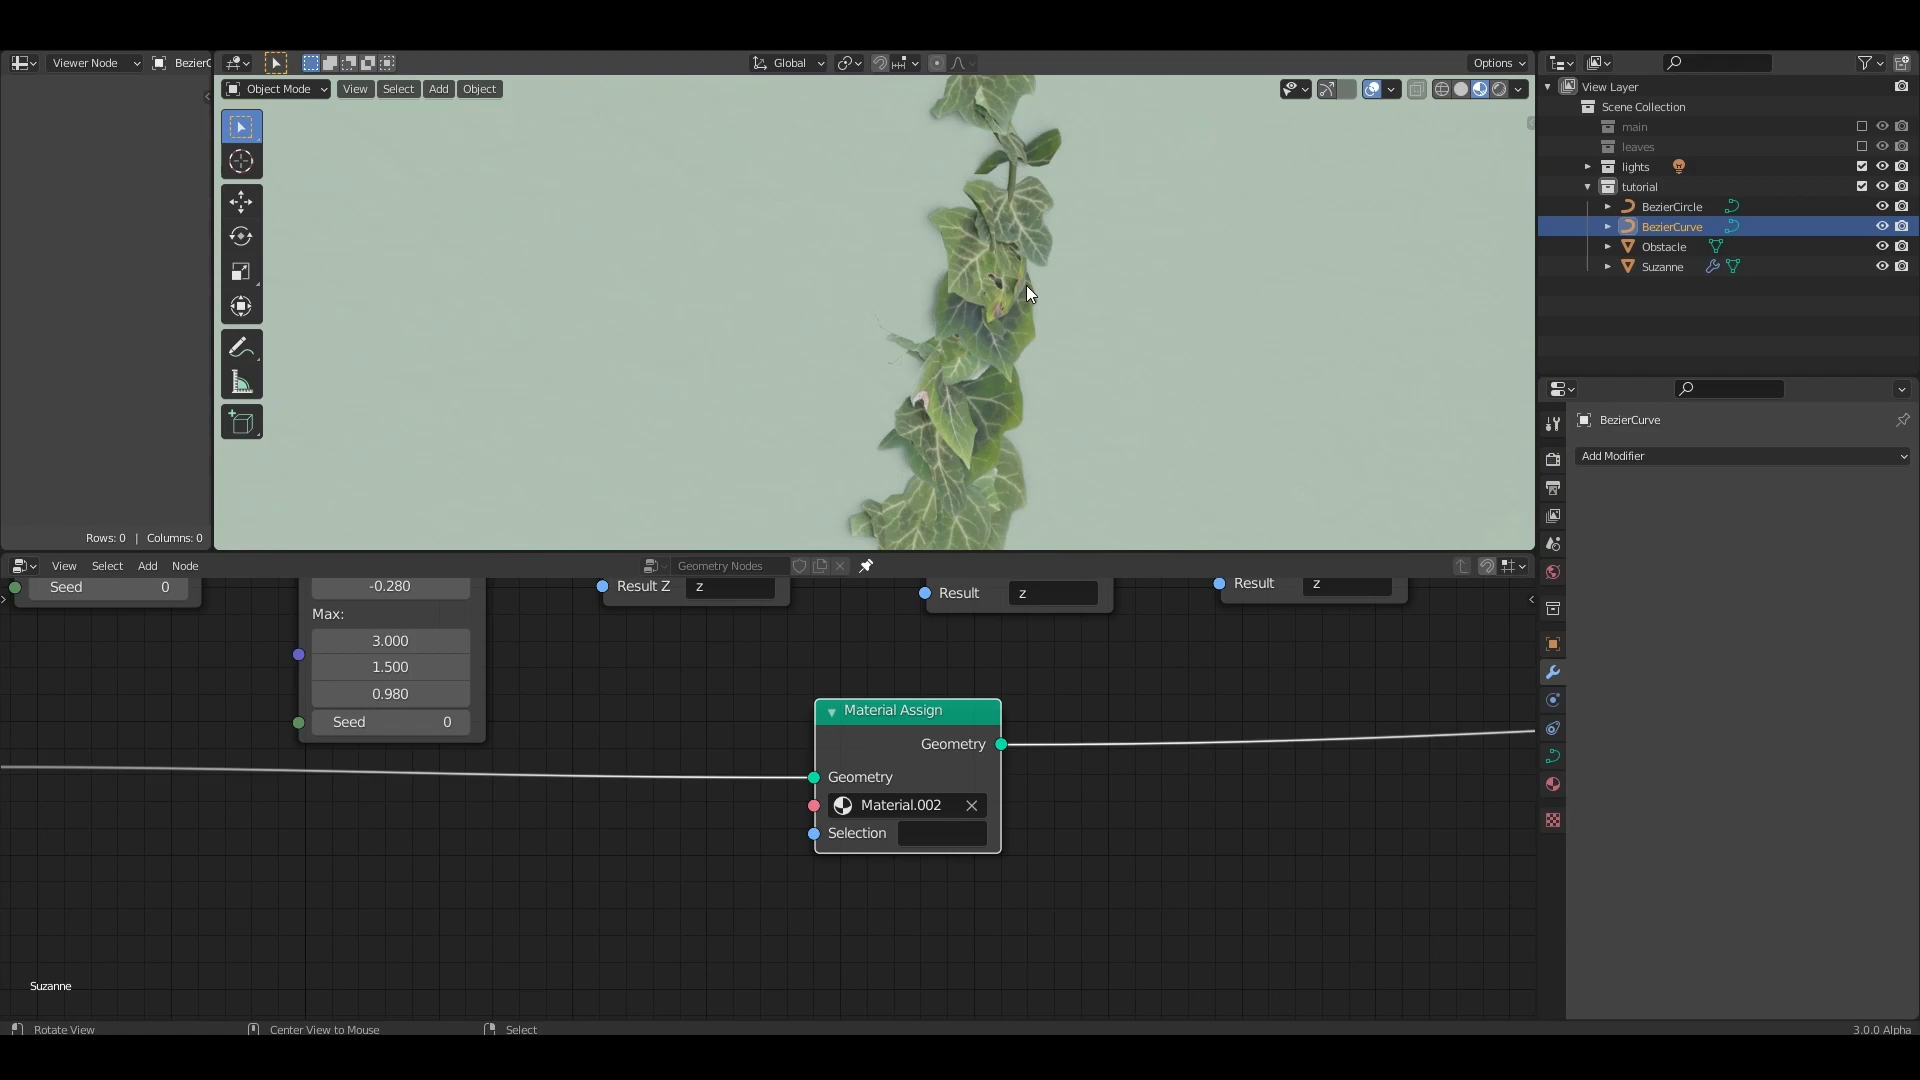 Viewer Node
BezierC
Global
Options
Object Mode
View
Select
Add
Object
Rows: 0 | Columns: 0
View Layer
Scene Collection
main
leaves
lights
tutorial
BezierCircle
BezierCurve
Obstacle
Suzanne
BezierCurve
Add Modifier
View
Select
Add
Node
Geometry Nodes
Seed 0
-0.280
Max:
3.000
1.500
0.980
Seed 0
Result Z z
Result z
Result z
Material Assign
Geometry
Geometry
Material.002
Selection
Suzanne
Rotate View
Center View to Mouse
Select
3.0.0 Alpha